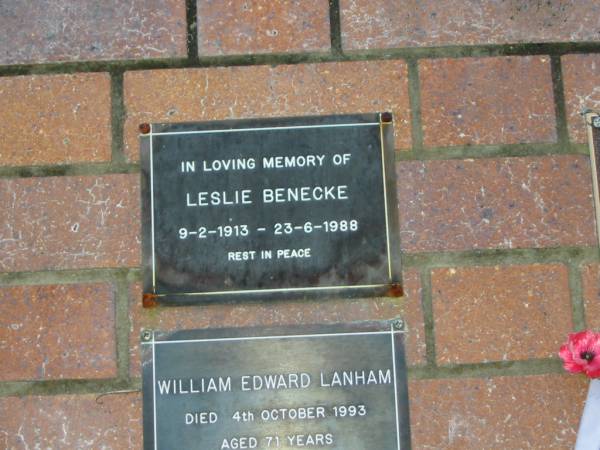 IN LOVING MEMORY OF
LESLIE BENECKE
9-2-1913 - 23-6-1988
REST IN PEACE
WILLIAM EDWARD LANHAM
DIED 4th OCTOBER 1993
AGED 71 YEARS